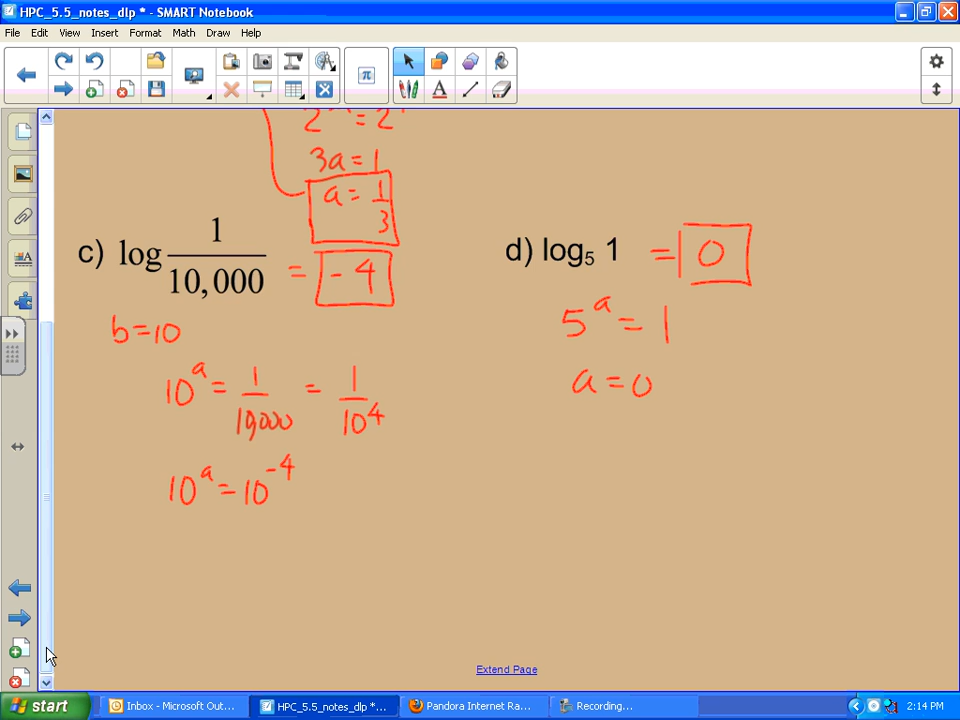 HPC_5.5_notes_dlp * - SMART Notebook
File Edit View Insert Format Math Draw Help
π
3a = 1
a = 1/3
c) log 1/10,000 = -4
b = 10
10^a = 1/10,000 = 1/10^4
10^a = 10^-4
d) log₅ 1 = 0
5^a = 1
a = 0
Extend Page
start
Inbox - Microsoft Out...
HPC_5.5_notes_dlp *...
Pandora Internet Ra...
Recording...
2:14 PM